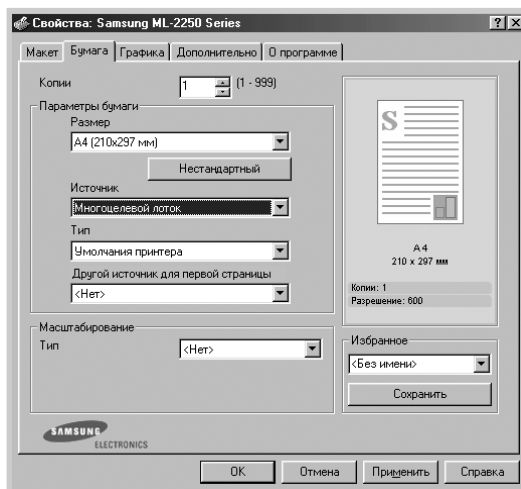 Свойства: Samsung ML-2250 Series
Макет Бумага Графика Дополнительно О программе
Копии 1 (1 - 999)
Параметры бумаги
Размер
A4 (210x297 мм)
Нестандартный
Источник
Многоцелевой лоток
Тип
Умолчания принтера
Другой источник для первой страницы
<Нет>
Масштабирование
Тип <Нет>
S
A4
210 x 297 мм
Копии: 1
Разрешение: 600
Избранное
<Без имени>
Сохранить
SAMSUNG
ELECTRONICS
OK Отмена Применить Справка